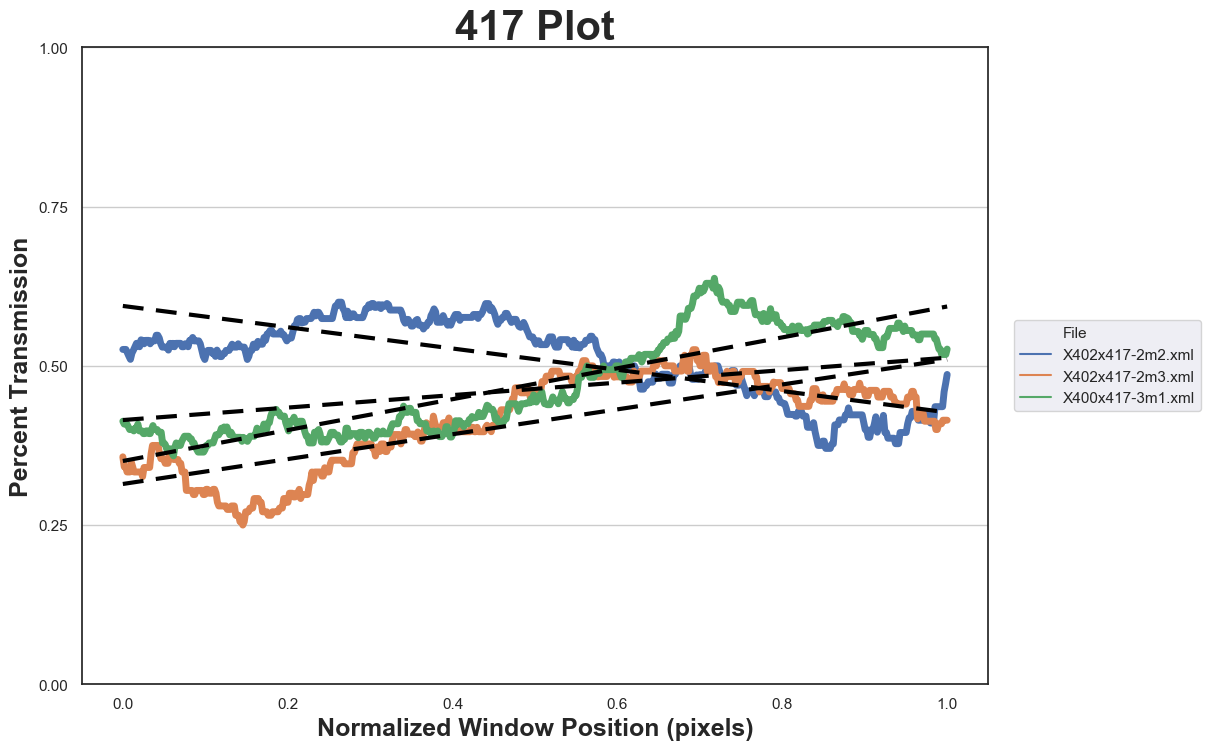 417 Plot
1.00
0.75
0.50
0.25
0.00
Percent Transmission
0.0 0.2 0.4 0.6 0.8 1.0
Normalized Window Position (pixels)
File
X402x417-2m2.xml
X402x417-2m3.xml
X400x417-3m1.xml